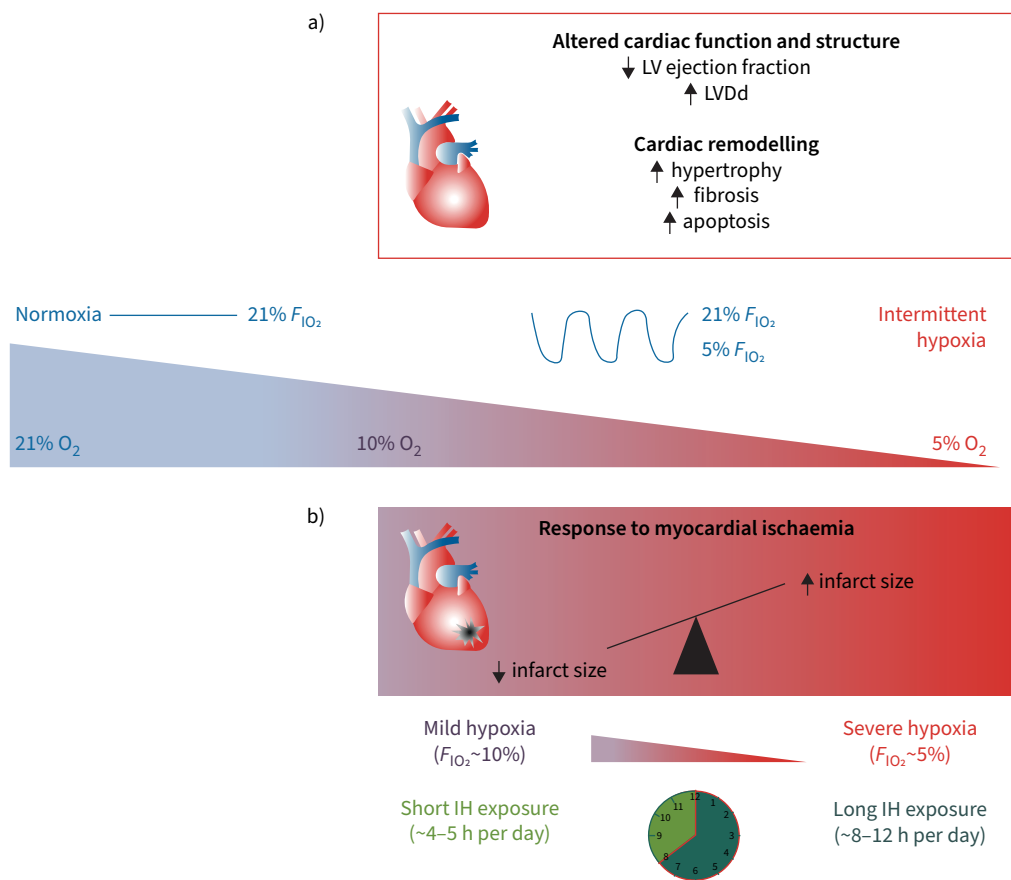 a)
Altered cardiac function and structure
↓ LV ejection fraction
↑ LVDd
Cardiac remodelling
↑ hypertrophy
↑ fibrosis
↑ apoptosis
Normoxia
21% FIO₂
21% FIO₂
5% FIO₂
Intermittent
hypoxia
21% O₂
10% O₂
5% O₂
b)
Response to myocardial ischaemia
↑ infarct size
↓ infarct size
Mild hypoxia
(FIO₂~10%)
Severe hypoxia
(FIO₂~5%)
Short IH exposure
(~4–5 h per day)
12
1
2
3
4
5
6
7
8
9
10
11
Long IH exposure
(~8–12 h per day)